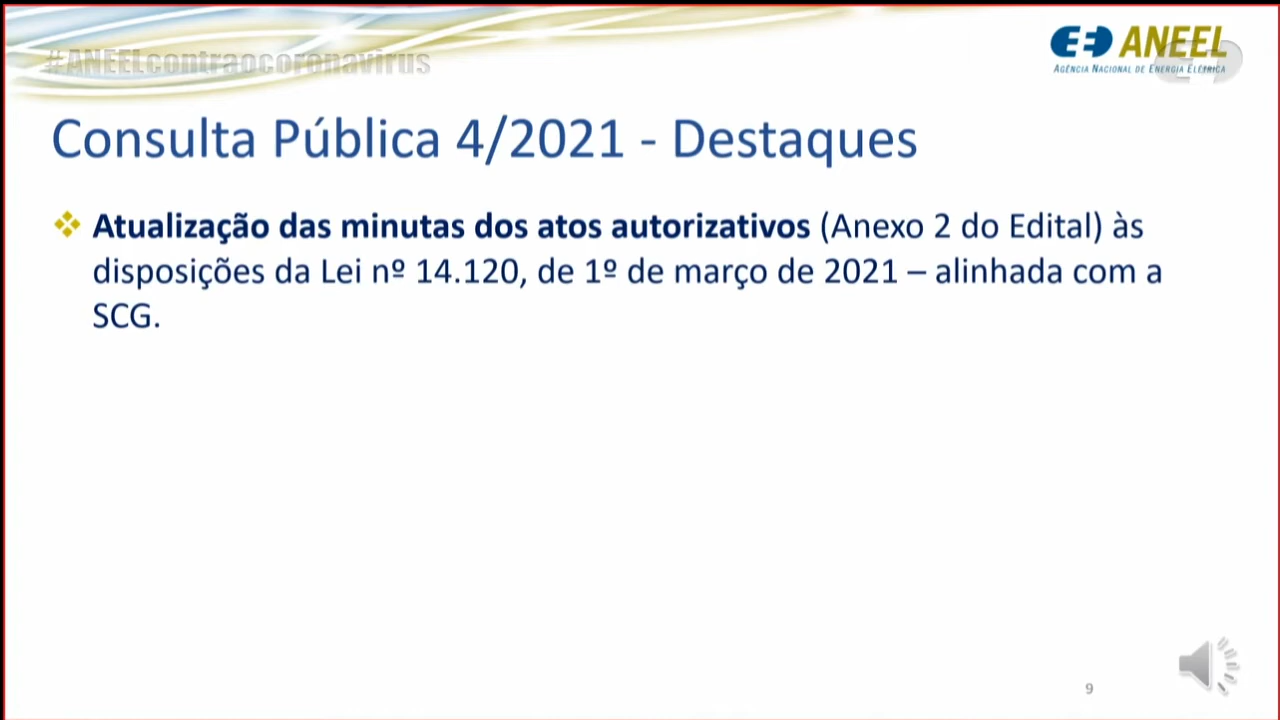 #ANEELcontraocoronavirus
ANEEL
AGÊNCIA NACIONAL DE ENERGIA ELÉTRICA
Consulta Pública 4/2021 - Destaques
Atualização das minutas dos atos autorizativos (Anexo 2 do Edital) às
disposições da Lei nº 14.120, de 1º de março de 2021 – alinhada com a
SCG.
9